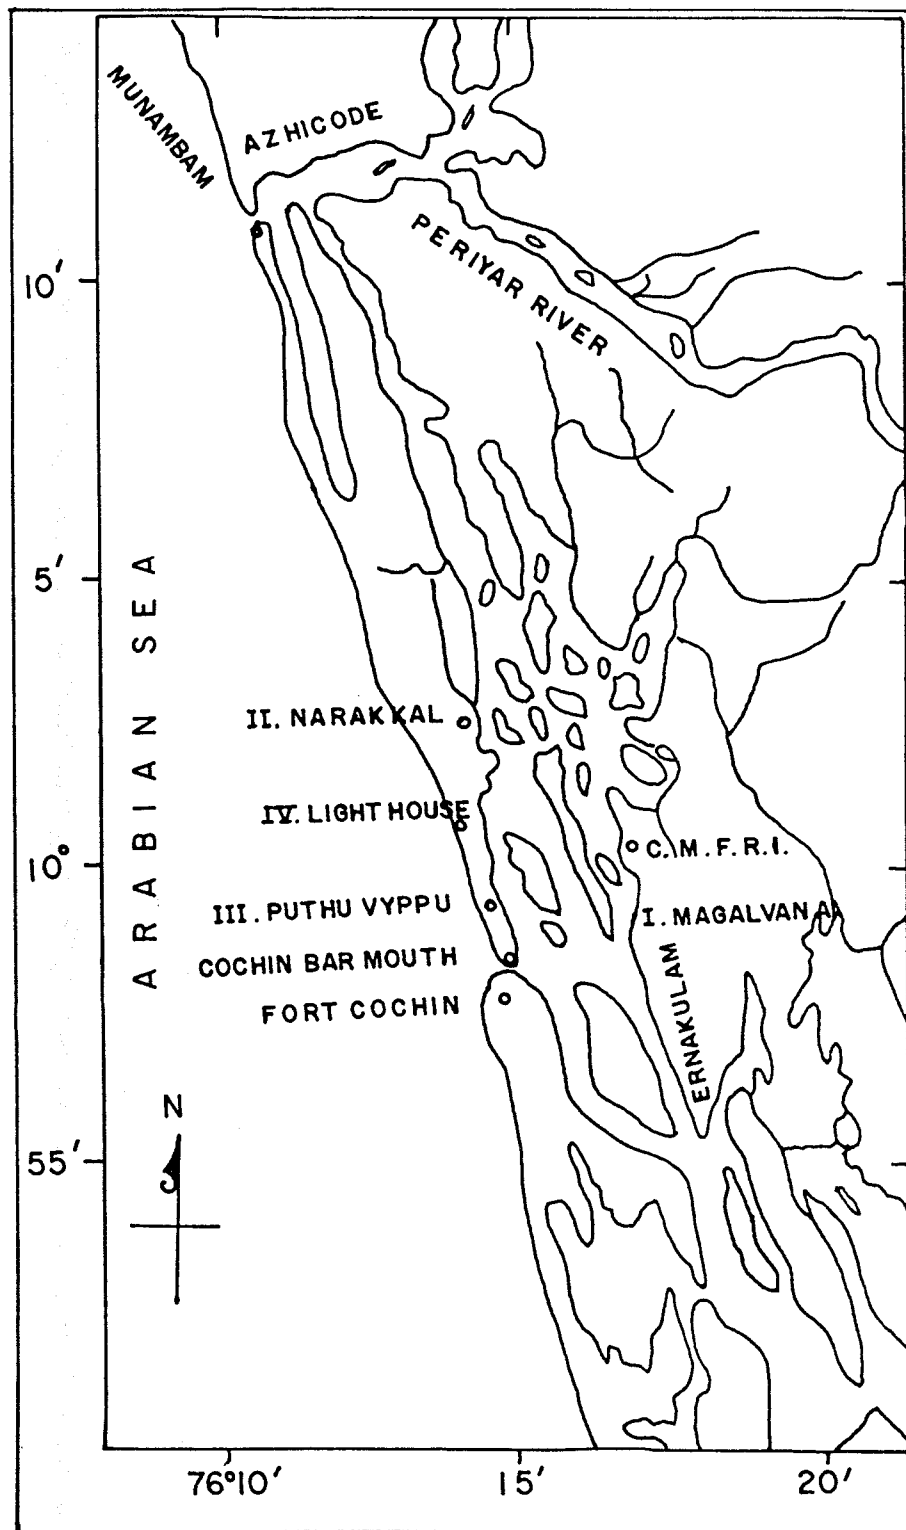 MUNAMBAM
AZHICODE
PERIYAR RIVER
10′
5′
ARABIAN SEA
II. NARAKKAL
IV. LIGHT HOUSE
C.M.F.R.I.
10°
III. PUTHU VYPPU
I. MAGALVANA
COCHIN BAR MOUTH
FORT COCHIN
ERNAKULAM
N
55′
76°10′ 15′ 20′